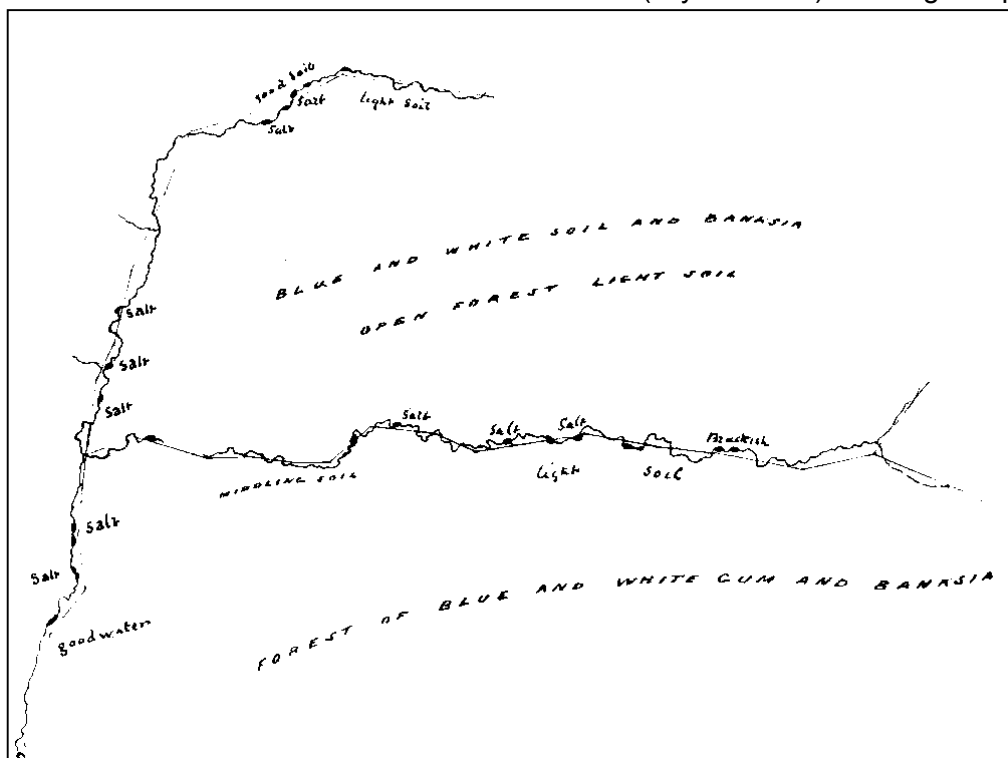 good soil
Salt
light Soil
Salt
BLUE AND WHITE SOIL AND BANKSIA
OPEN FOREST LIGHT SOIL
Salt
Salt
Salt
Salt
Salt
Salt
Brackish
light Soil
MIDDLING SOIL
Salt
Salt
goodwater
FOREST OF BLUE AND WHITE GUM AND BANKSIA